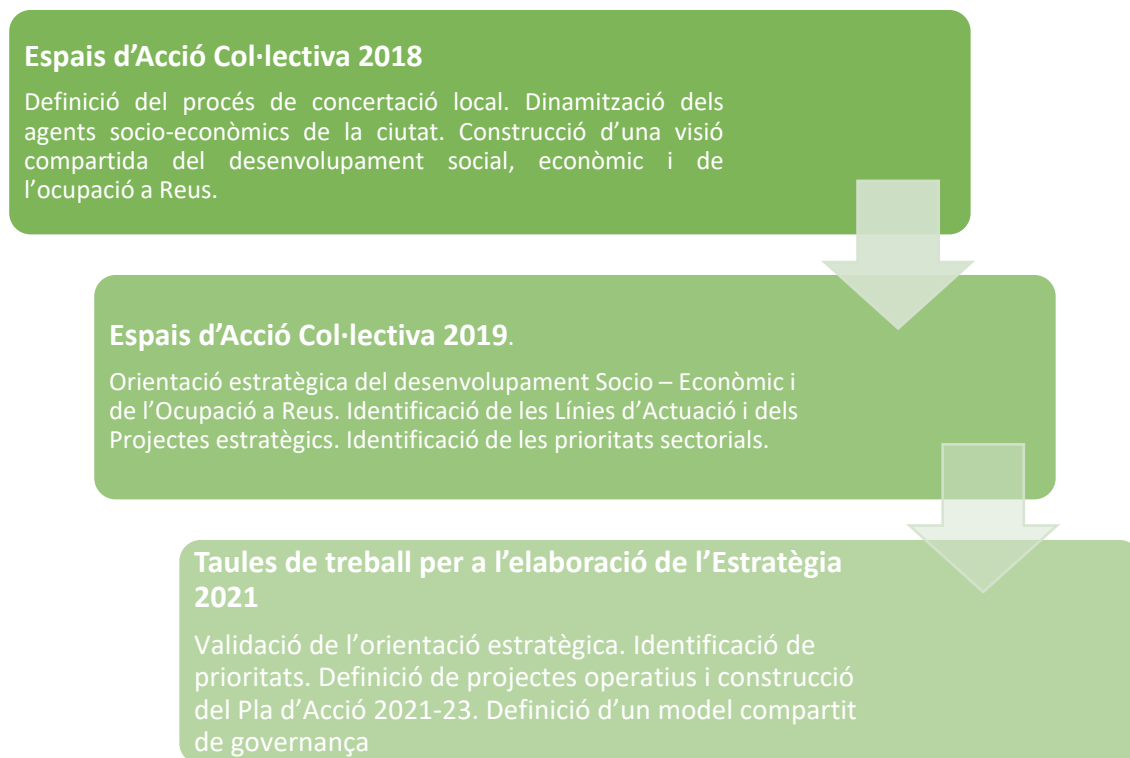 Espais d’Acció Col·lectiva 2018
Definició del procés de concertació local. Dinamització dels
agents socio-econòmics de la ciutat. Construcció d’una visió
compartida del desenvolupament social, econòmic i de
l’ocupació a Reus.
Espais d’Acció Col·lectiva 2019.
Orientació estratègica del desenvolupament Socio – Econòmic i
de l’Ocupació a Reus. Identificació de les Línies d’Actuació i dels
Projectes estratègics. Identificació de les prioritats sectorials.
Taules de treball per a l’elaboració de l’Estratègia
2021
Validació de l’orientació estratègica. Identificació de
prioritats. Definició de projectes operatius i construcció
del Pla d’Acció 2021-23. Definició d’un model compartit
de governança